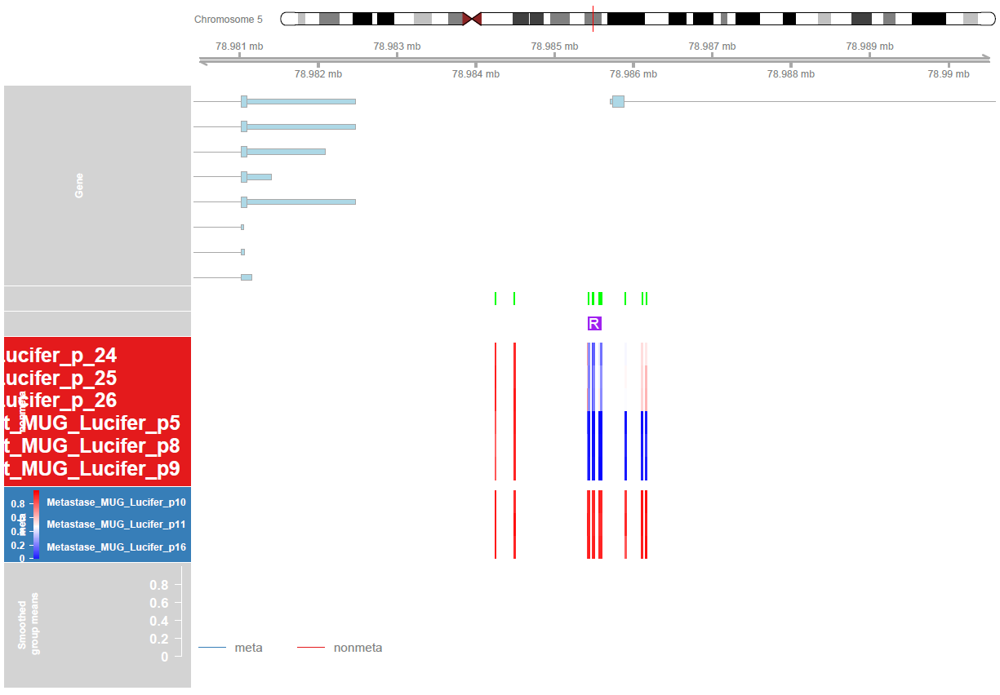 Chromosome 5
78.981 mb 78.983 mb 78.985 mb 78.987 mb 78.989 mb
78.982 mb 78.984 mb 78.986 mb 78.988 mb 78.99 mb
Gene
R
ucifer_p_24
ucifer_p_25
ucifer_p_26
t_MUG_Lucifer_p5
t_MUG_Lucifer_p8
t_MUG_Lucifer_p9
nonmeta
0.8 Metastase_MUG_Lucifer_p10
meta Metastase_MUG_Lucifer_p11
0.2 Metastase_MUG_Lucifer_p16
0
Smoothed
group means
0.8
0.6
0.4
0.2
0
meta nonmeta